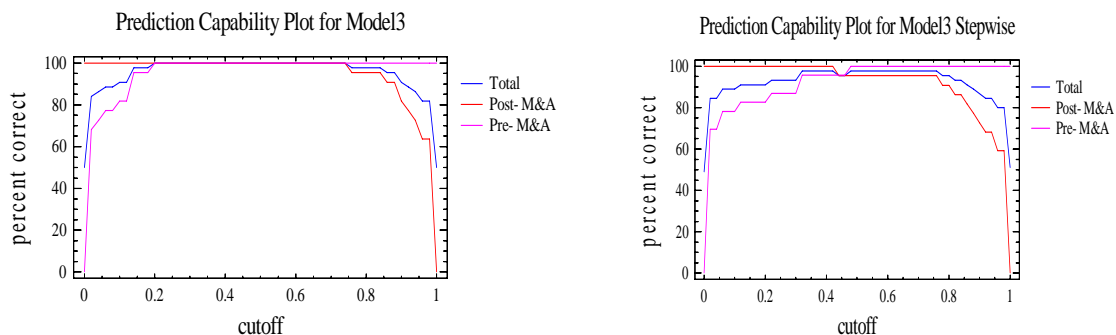 Prediction Capability Plot for Model3
percent correct
100
80
60
40
20
0
0 0.2 0.4 0.6 0.8 1
cutoff
Total
Post- M&A
Pre- M&A
Prediction Capability Plot for Model3 Stepwise
percent correct
100
80
60
40
20
0
0 0.2 0.4 0.6 0.8 1
cutoff
Total
Post- M&A
Pre- M&A